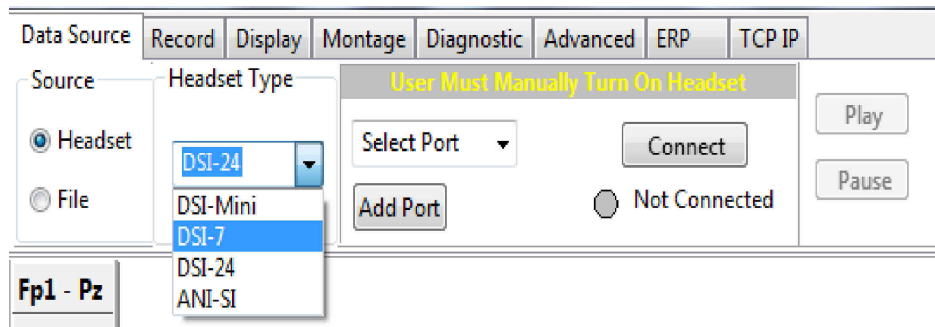 Data Source Record Display Montage Diagnostic Advanced ERP TCP IP
Source
Headset
File
Headset Type
DSI-24
DSI-Mini
DSI-7
DSI-24
ANI-SI
User Must Manually Turn On Headset
Select Port Connect
Add Port Not Connected
Play
Pause
Fp1 - Pz